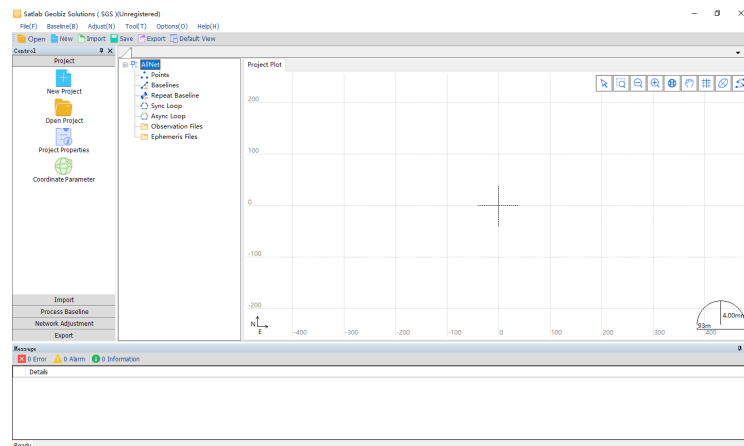 Satlab Geobiz Solutions ( SGS )(Unregistered)
File(F) Baseline(B) Adjust(N) Tool(T) Options(O) Help(H)
Open New Import Save Export Default View
Control
Project
New Project
Open Project
Project Properties
Coordinate Parameter
Import
Process Baseline
Network Adjustment
Export
AllNet
Points
Baselines
Repeat Baseline
Sync Loop
Async Loop
Observation Files
Ephemeris Files
Project Plot
200
100
0
-100
-200
N
E
-400 -300 -200 -100 0 100 200 300 400
93m
4.00mm
Message
0 Error 0 Alarm 0 Information
Details
Ready